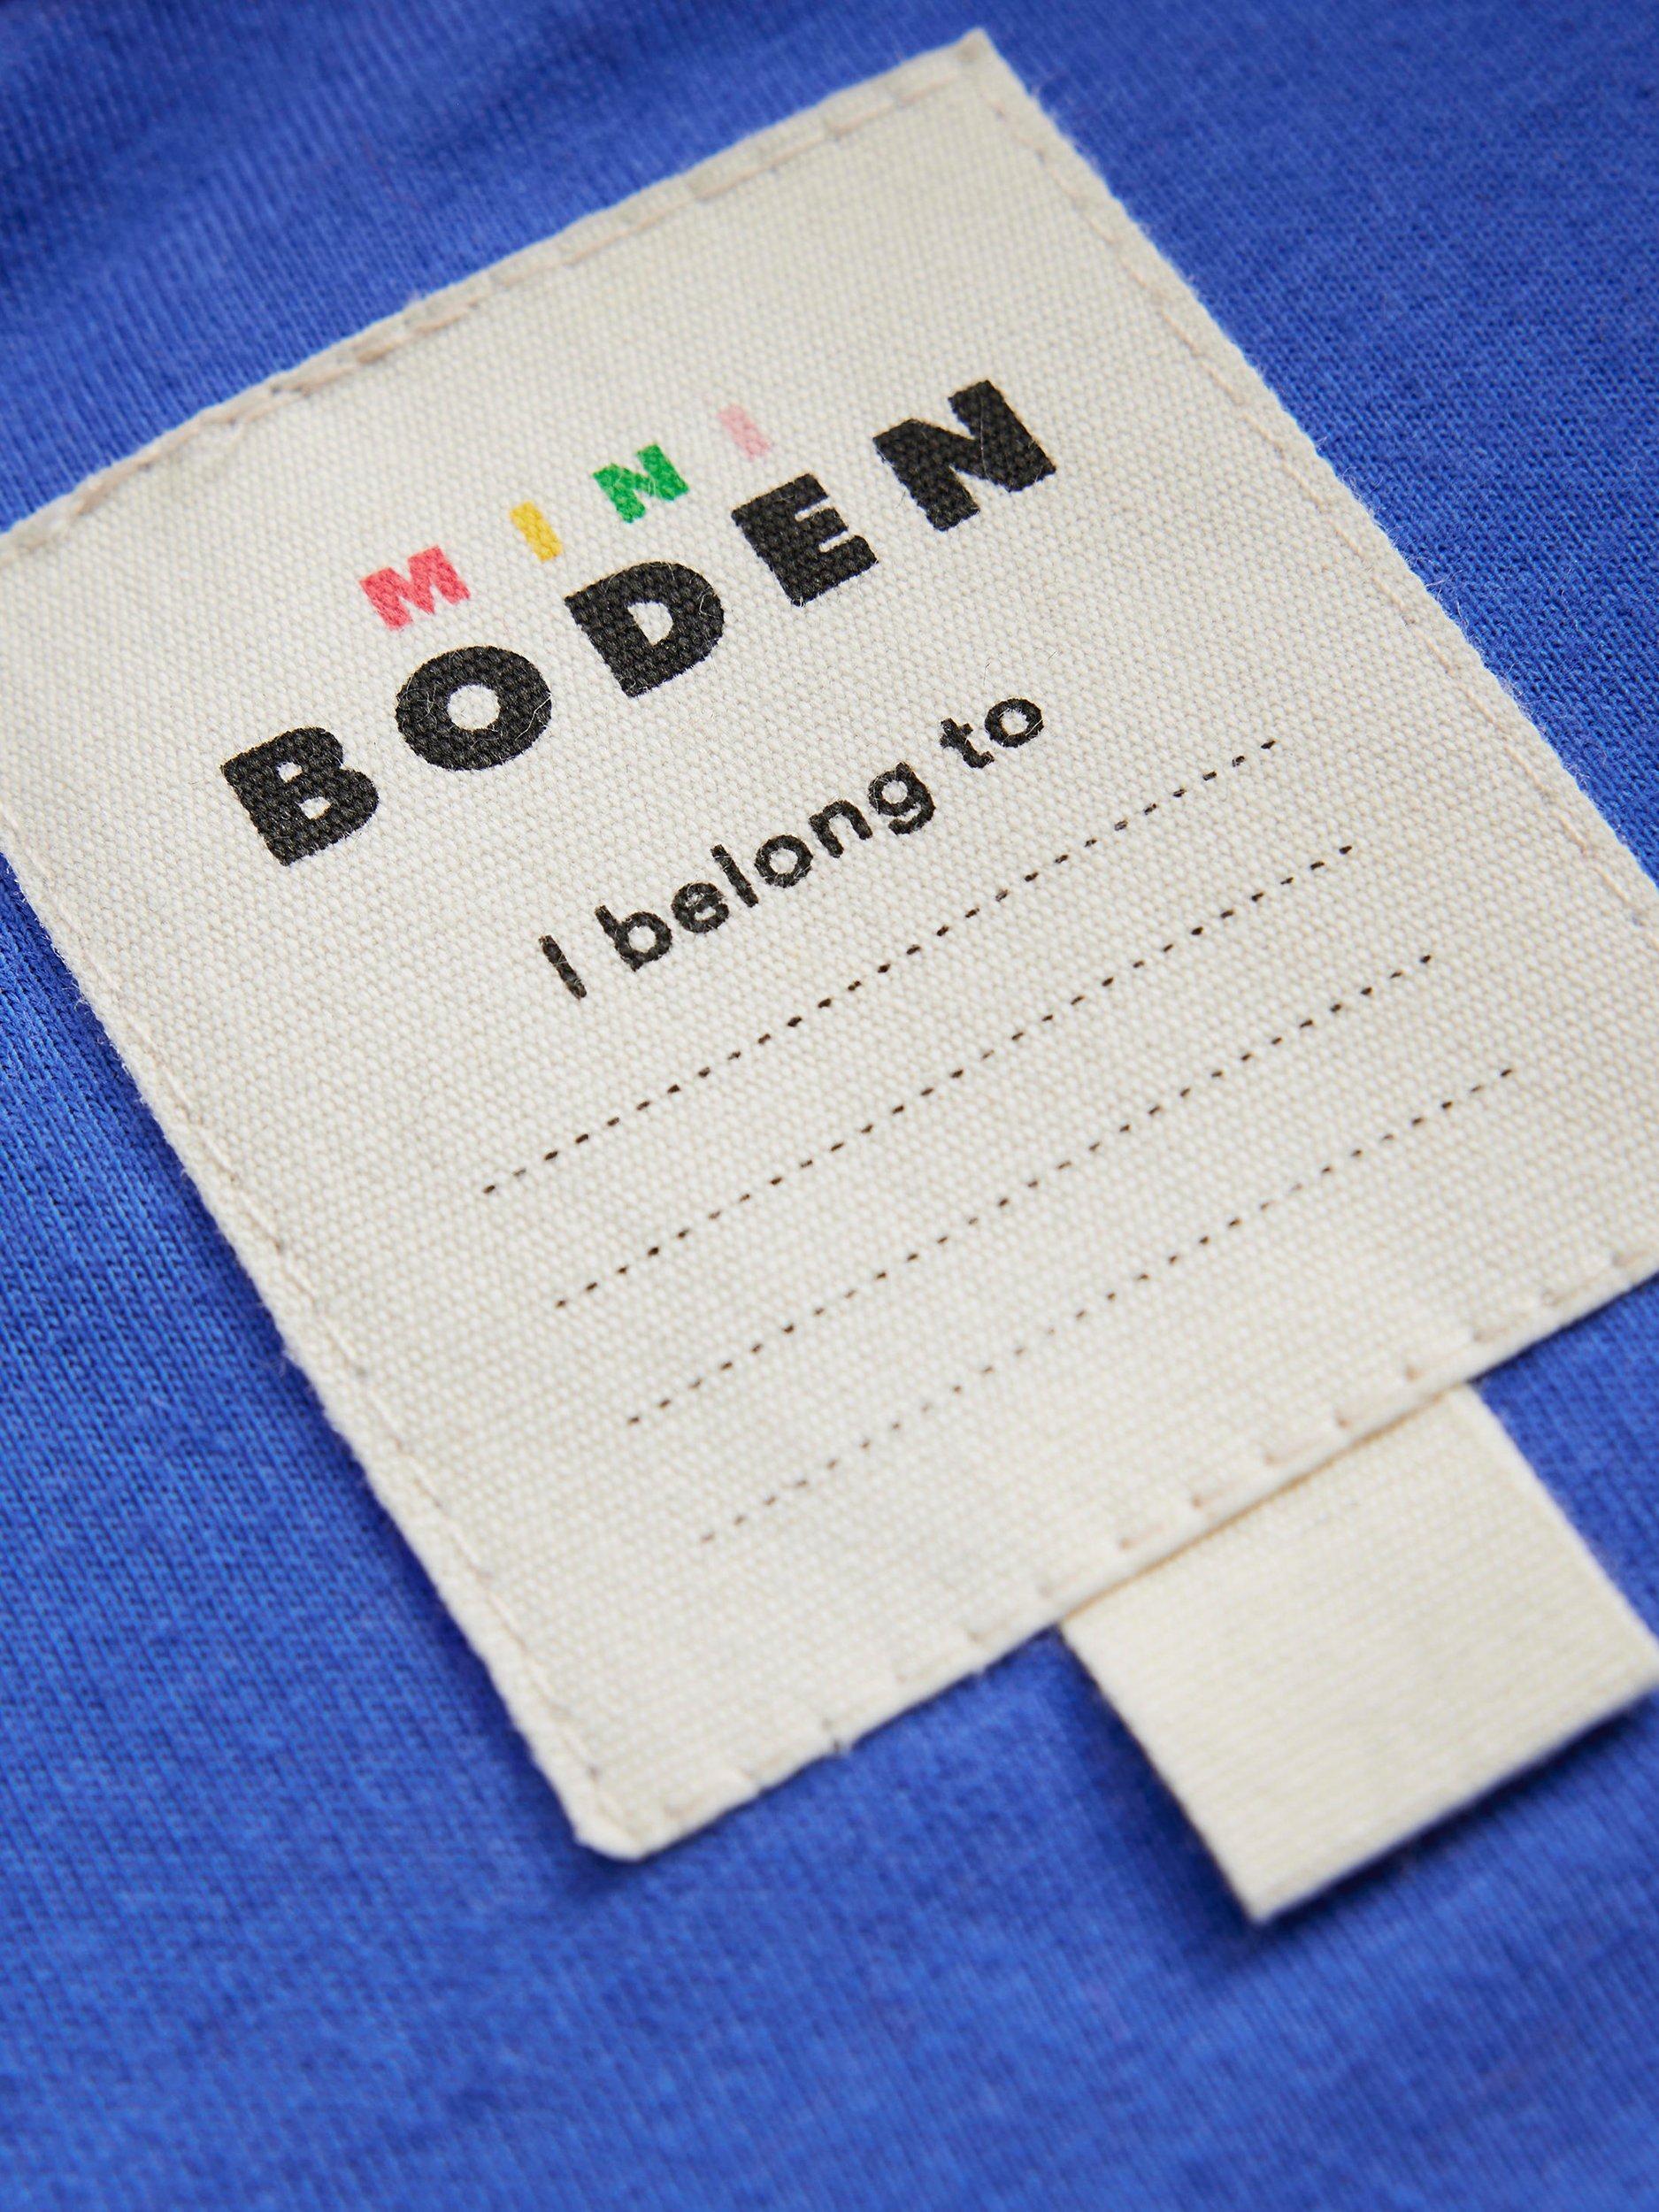 MINI
BODEN
I belong to